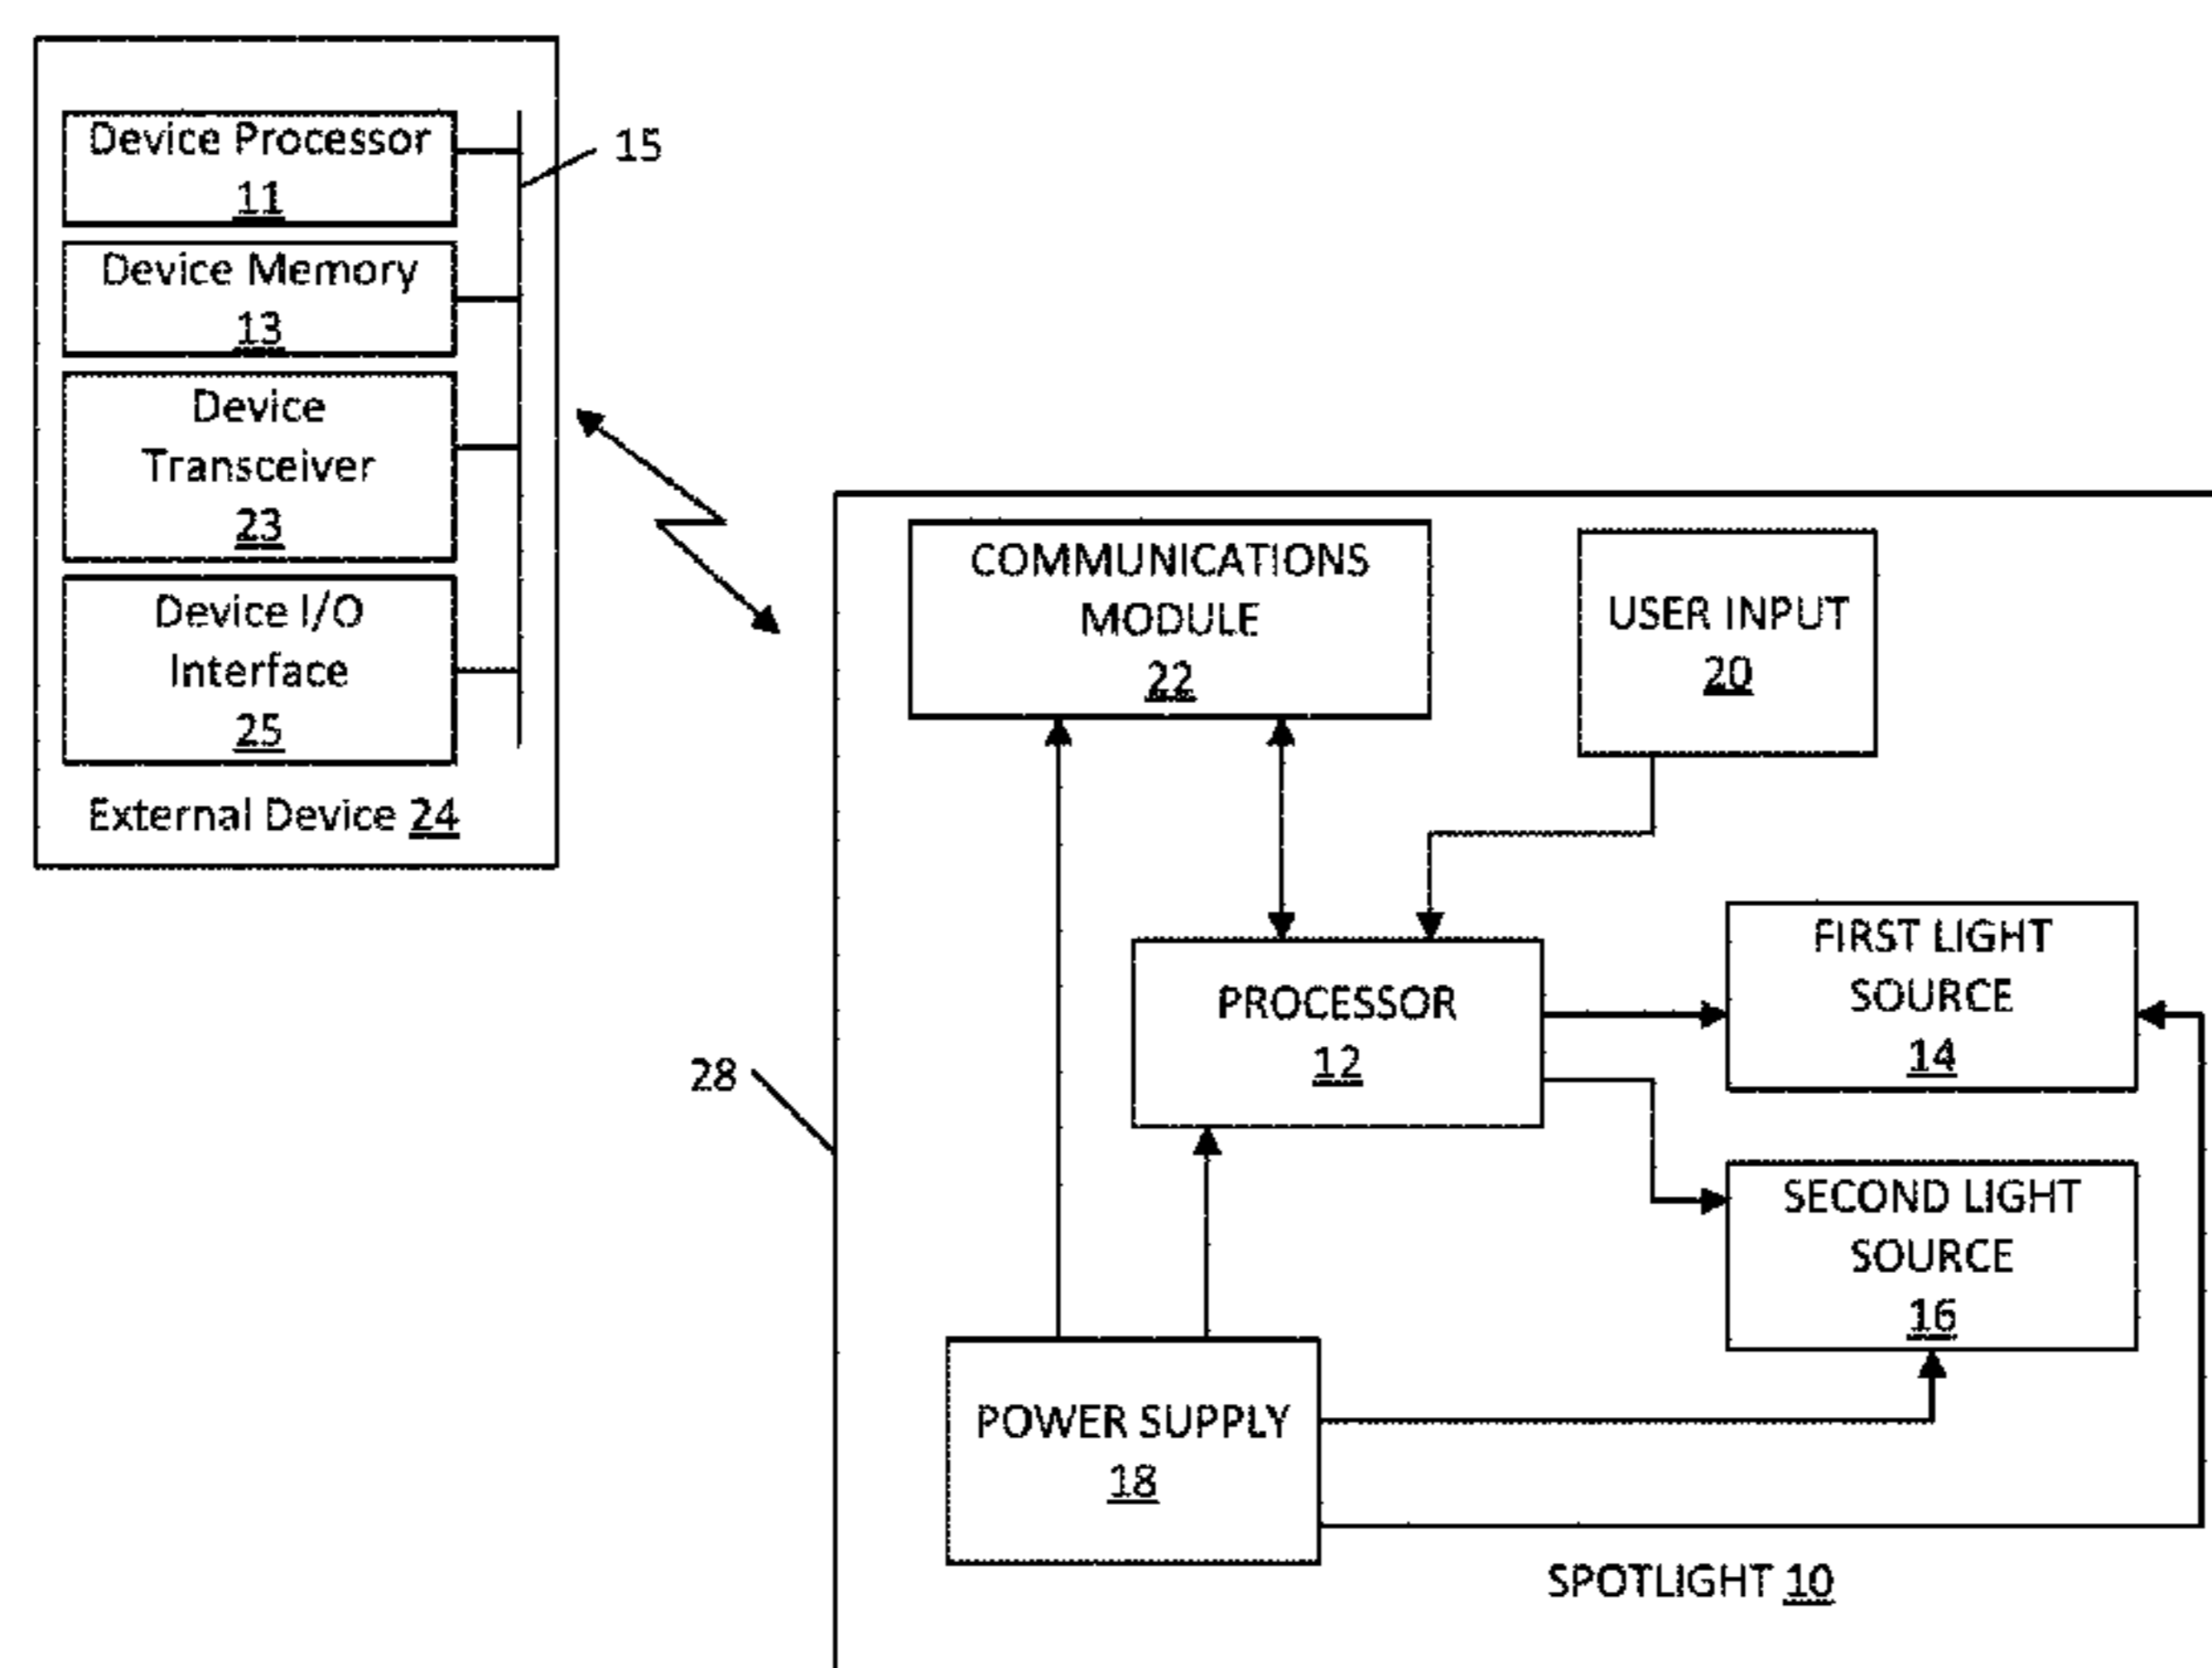 Device Processor
11
15
Device Memory
13
Device
Transceiver
23
Device I/O
Interface
25
External Device 24
COMMUNICATIONS
MODULE
22
USER INPUT
20
PROCESSOR
12
FIRST LIGHT
SOURCE
14
28
SECOND LIGHT
SOURCE
16
POWER SUPPLY
18
SPOTLIGHT 10